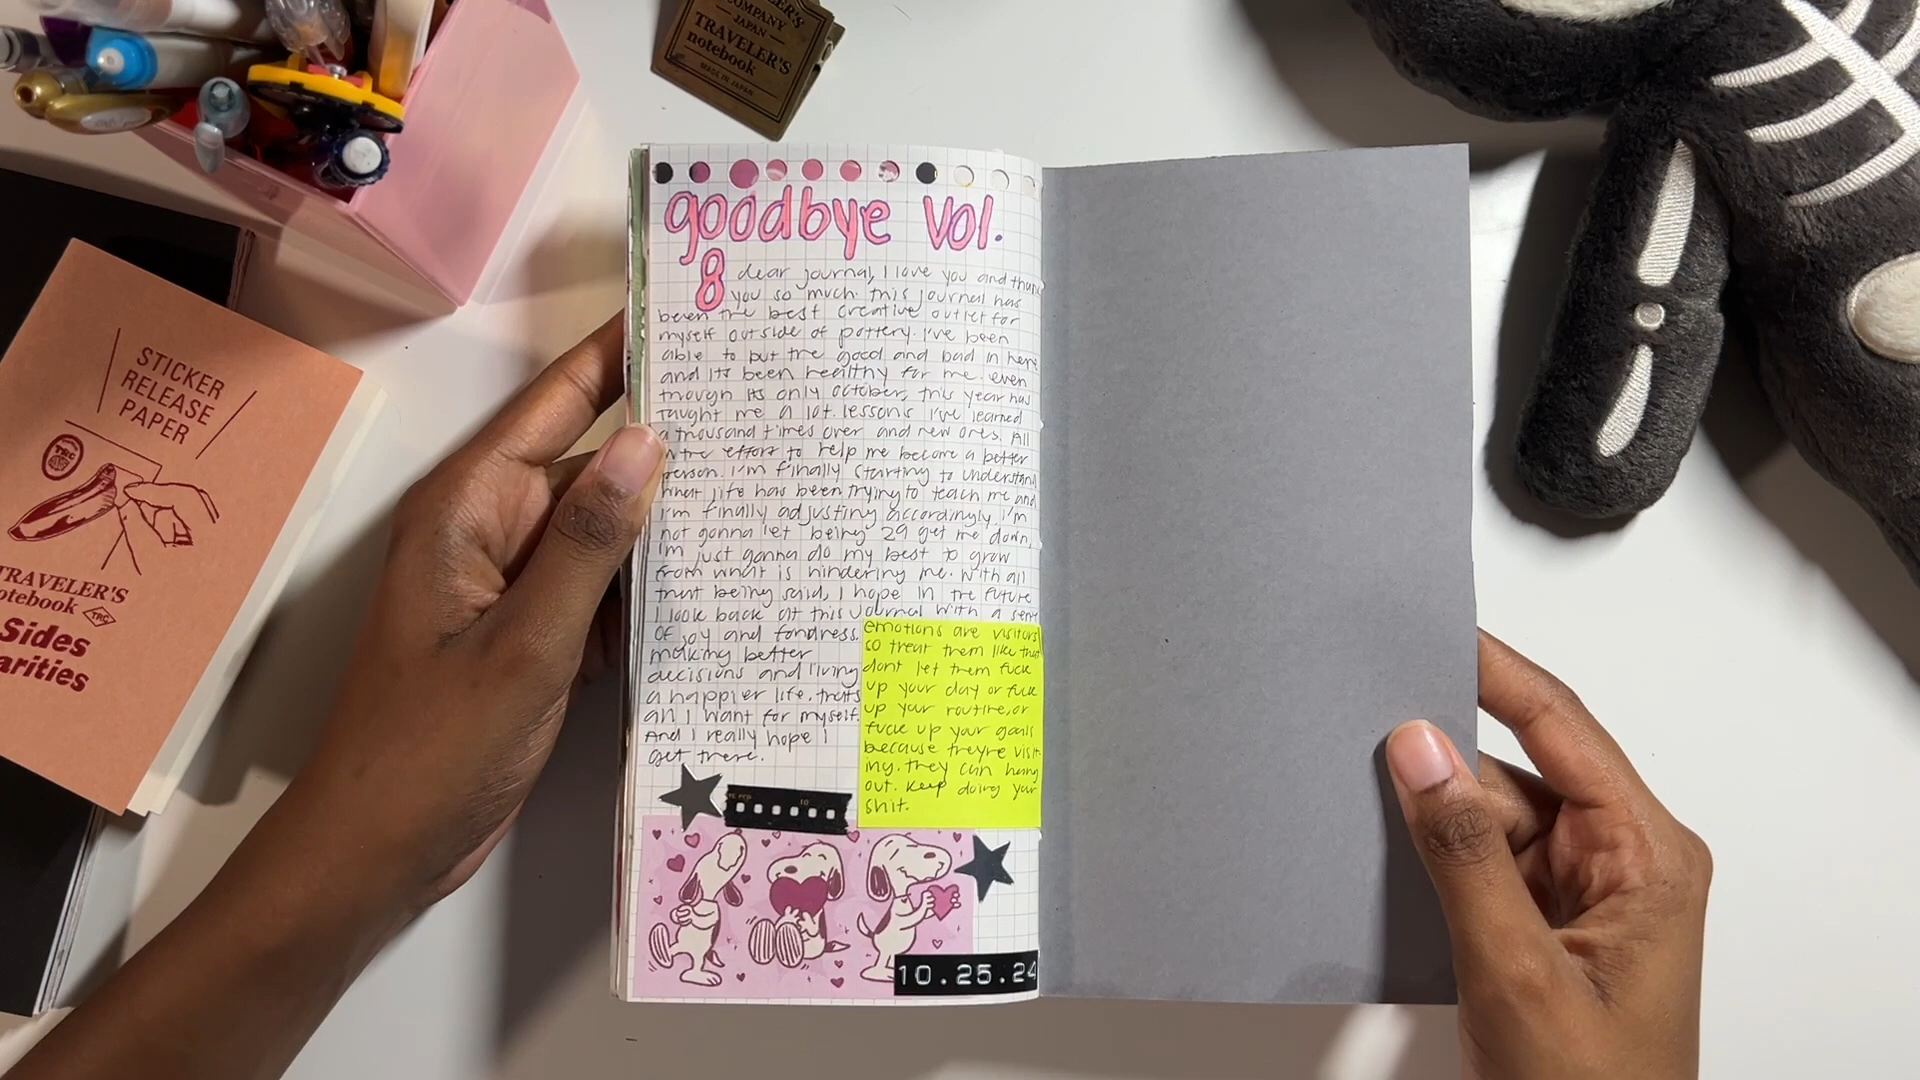 COMPANY
JAPAN
TRAVELER'S
notebook
MADE IN JAPAN
STICKER
RELEASE
PAPER
TRC
TRAVELER'S
notebook
TRC
Sides
arities
goodbye vol.
8
dear journal, I love you and thank
you so much. this journal has
been the best creative outlet for
myself outside of pottery. I've been
able to put the good and bad in here
and its been healthy for me. even
though its only october, this year has
taught me a lot. lessons I've learned
a thousand times over and new ones. All
in the effort to help me become a better
person. I'm finally starting to understand
what life has been trying to teach me and
I'm finally adjusting accordingly. I'm
not gonna let being 29 get me down,
I'm just gonna do my best to grow
from what is hindering me. with all
that being said, I hope in the future
I look back at this journal with a sense
of joy and fondness.
making better
decisions and living
a happier life. thats
all I want for myself.
And I really hope I
get there.
emotions are visitors
so treat them like that
dont let them fuck
up your day or fuck
up your routine, or
fuck up your goals
because theyre visit-
ing. they can hang
out. keep doing your
shit.
10
10.25.24